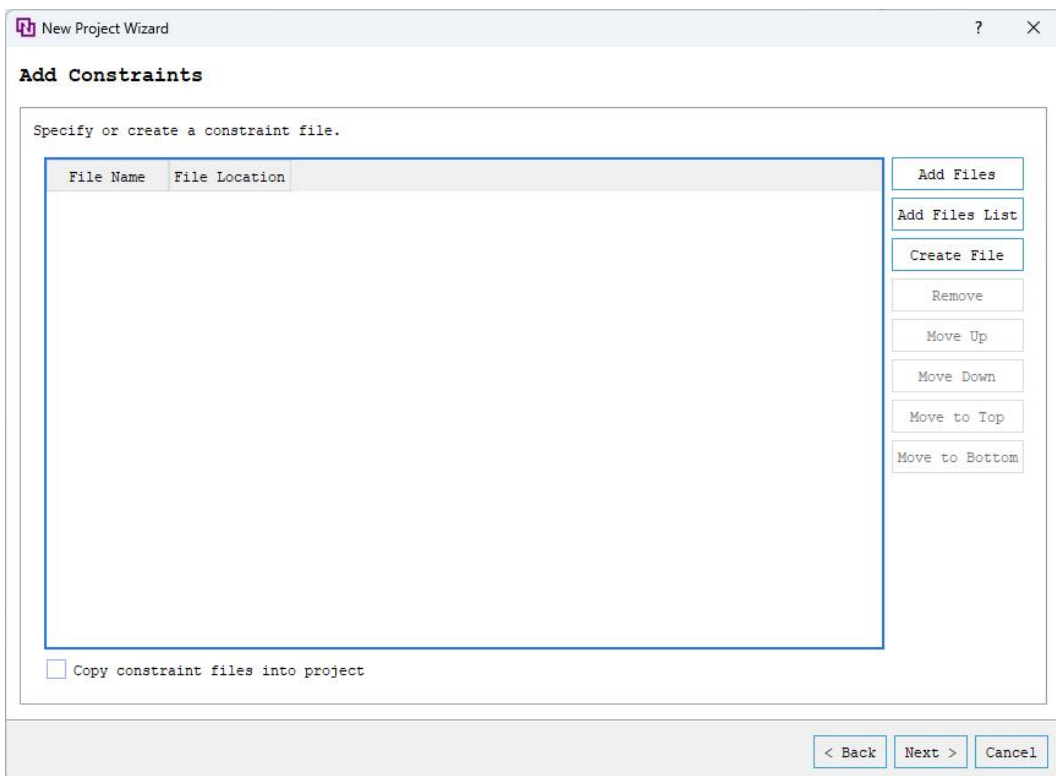 New Project Wizard
?
Add Constraints
Specify or create a constraint file.
File Name File Location
Add Files
Add Files List
Create File
Remove
Move Up
Move Down
Move to Top
Move to Bottom
Copy constraint files into project
< Back Next > Cancel